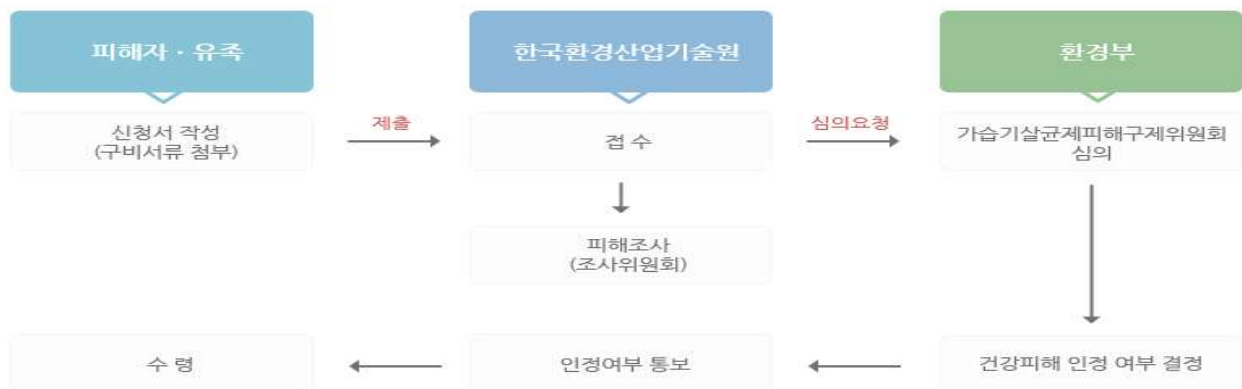 피해자 · 유족
한국환경산업기술원
환경부
신청서 작성
(구비서류 첨부)
제출
접 수
심의요청
가습기살균제피해구제위원회
심의
피해조사
(조사위원회)
수 령
인정여부 통보
건강피해 인정 여부 결정